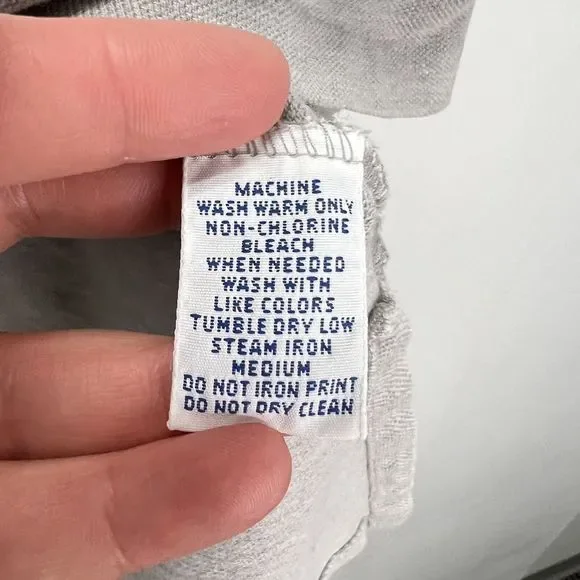 MACHINE
WASH WARM ONLY
NON-CHLORINE
BLEACH
WHEN NEEDED
WASH WITH
LIKE COLORS
TUMBLE DRY LOW
STEAM IRON
MEDIUM
DO NOT IRON PRINT
DO NOT DRY CLEAN